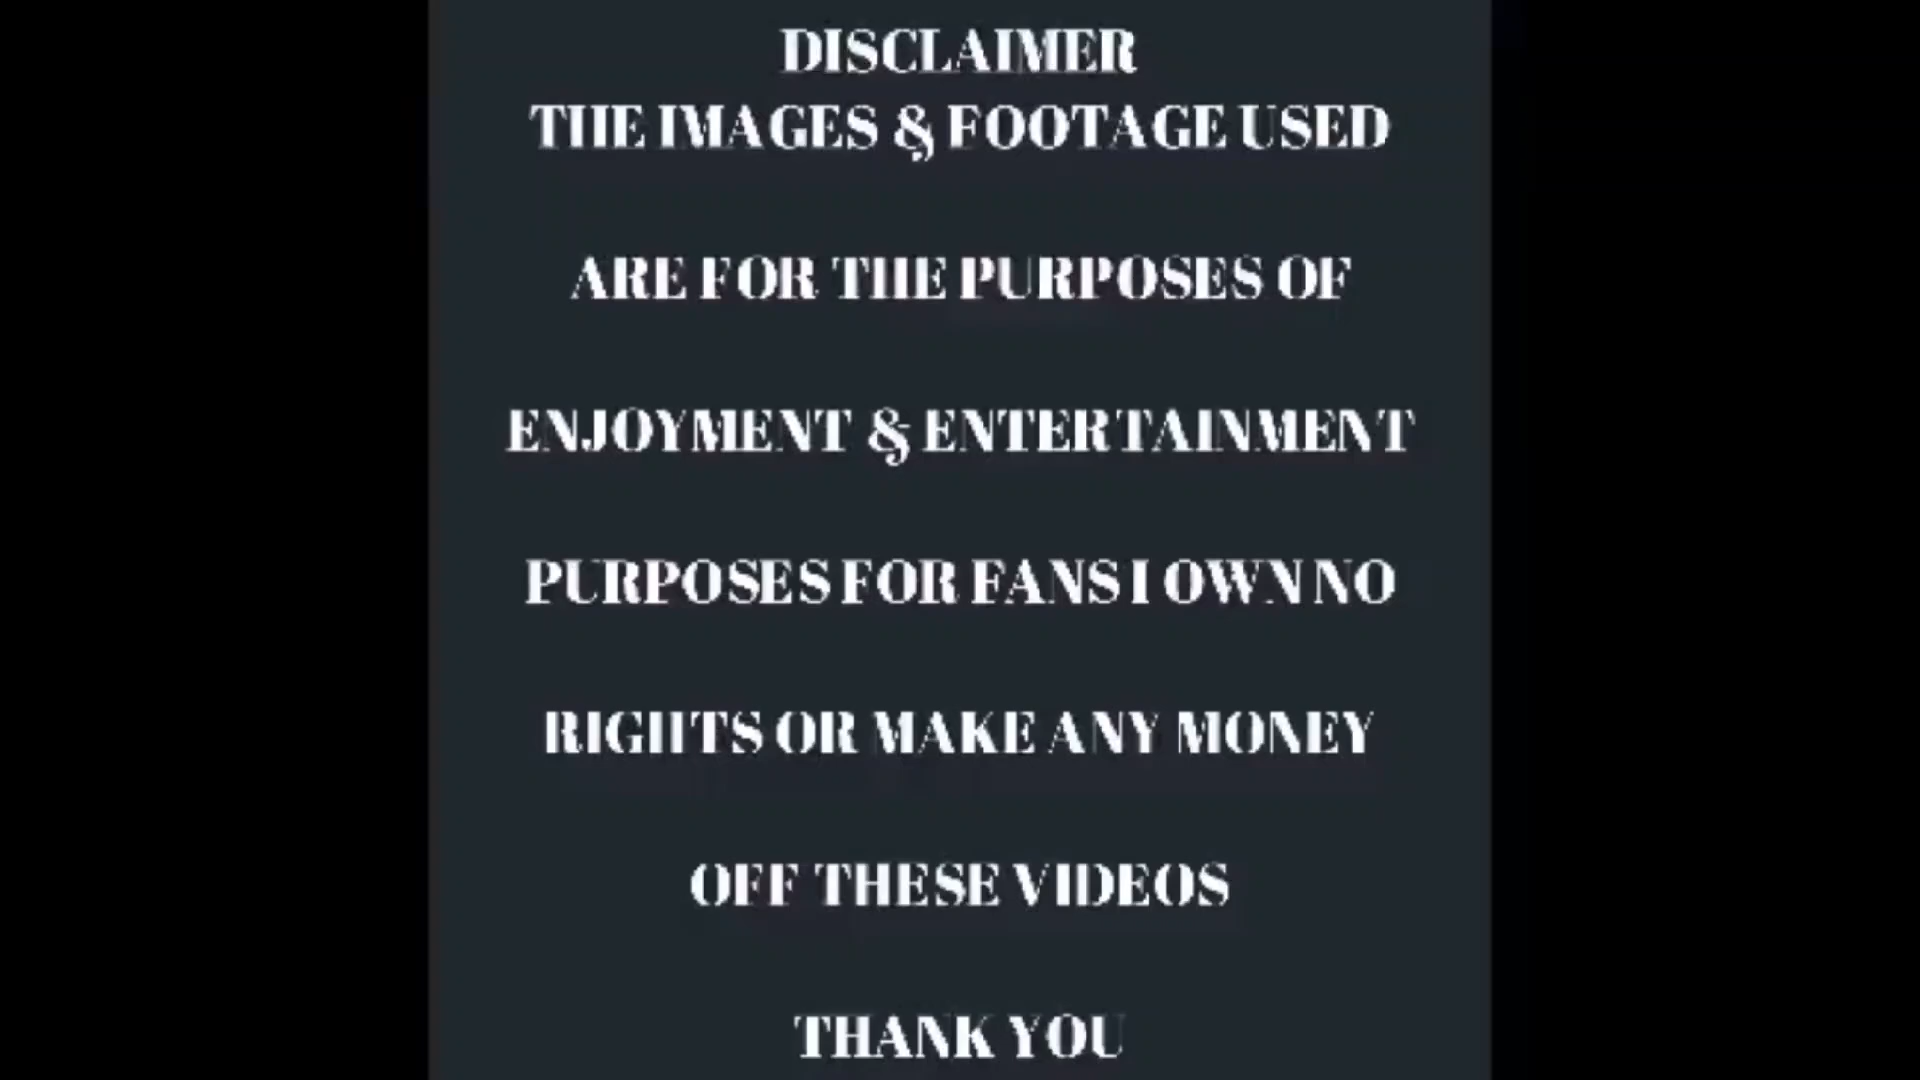 DISCLAIMER
THE IMAGES & FOOTAGE USED
ARE FOR THE PURPOSES OF
ENJOYMENT & ENTERTAINMENT
PURPOSES FOR FANS I OWN NO
RIGHTS OR MAKE ANY MONEY
OFF THESE VIDEOS
THANK YOU